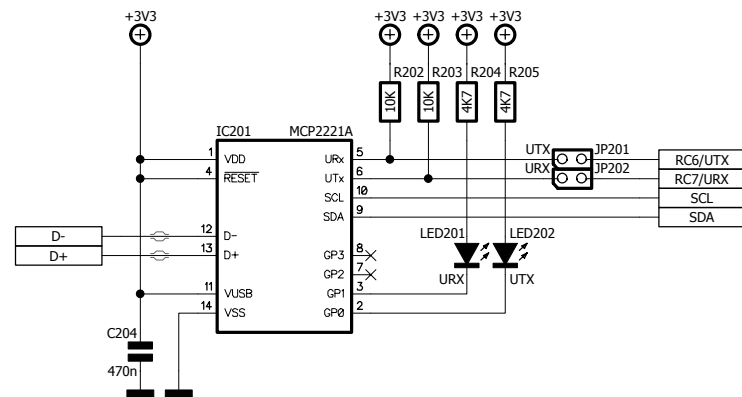 +3V3
+3V3 +3V3 +3V3 +3V3
R202 R203 R204 R205
10K 10K 4K7 4K7
IC201 MCP2221A
1 VDD URx 5 UTX JP201 RC6/UTX
4 RESET UTx 6 URX JP202 RC7/URX
SCL 10 SCL
SDA 9 SDA
D- 12 D- LED201 LED202
D+ 13 D+ GP3 8
GP2 7 URX UTX
11 VUSB GP1 3
14 VSS GP0 2
C204
470n